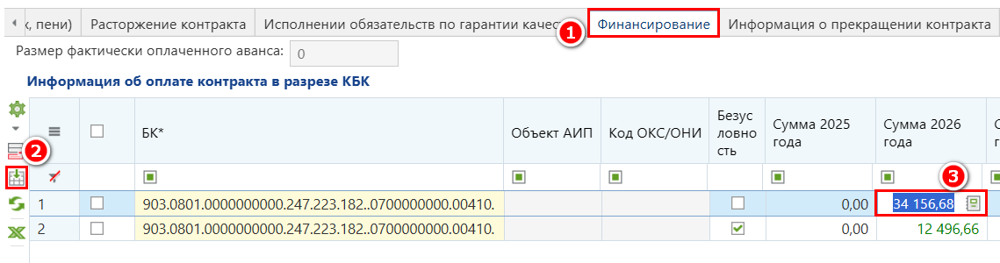 к, пени) Расторжение контракта Исполнении обязательств по гарантии качес 1 Финансирование Информация о прекращении контракта
Размер фактически оплаченного аванса: 0
Информация об оплате контракта в разрезе КБК
БК* Объект АИП Код ОКС/ОНИ Безус Сумма 2025 Сумма 2026
ловно года года
сть
2
3
1 903.0801.0000000000.247.223.182..0700000000.00410. 0,00 34 156,68
2 903.0801.0000000000.247.223.182..0700000000.00410. 0,00 12 496,66